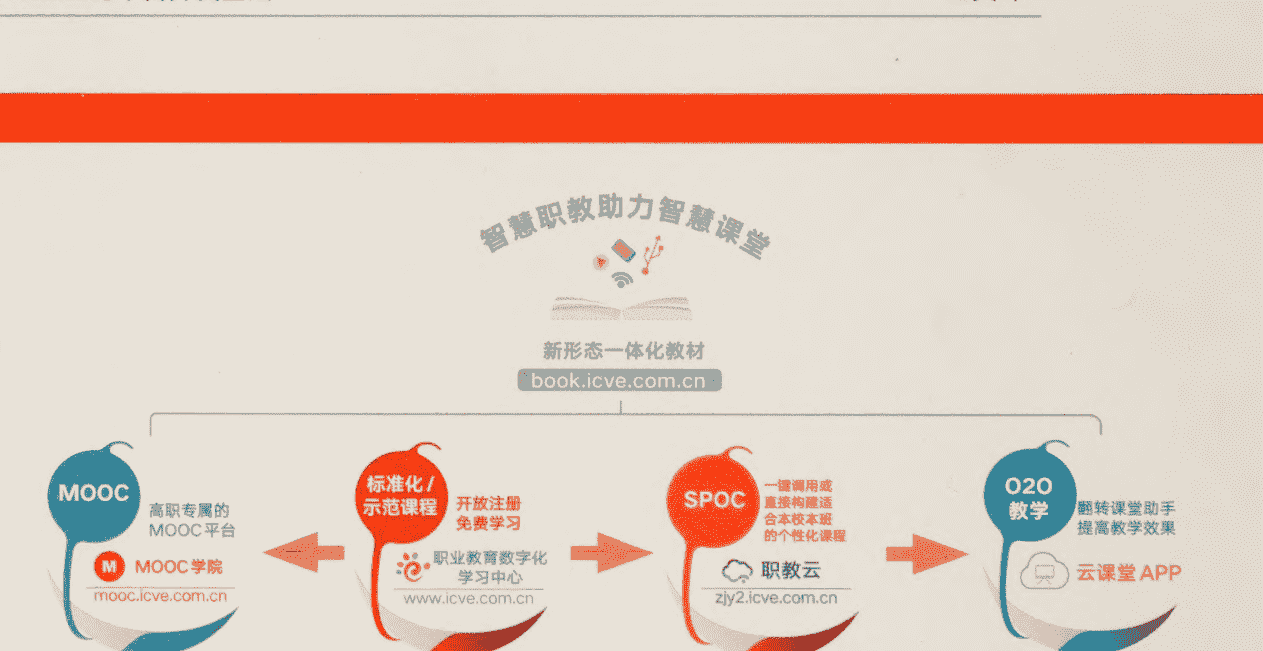 智慧职教助力智慧课堂
新形态一体化教材
book.icve.com.cn
MOOC
高职专属的
MOOC平台
M MOOC学院
mooc.icve.com.cn
标准化/
示范课程
开放注册
免费学习
职业教育数字化
学习中心
www.icve.com.cn
SPOC
一键调用或
直接构建适
合本校本班
的个性化课程
职教云
zjy2.icve.com.cn
O2O
教学
翻转课堂助手
提高教学效果
云课堂APP